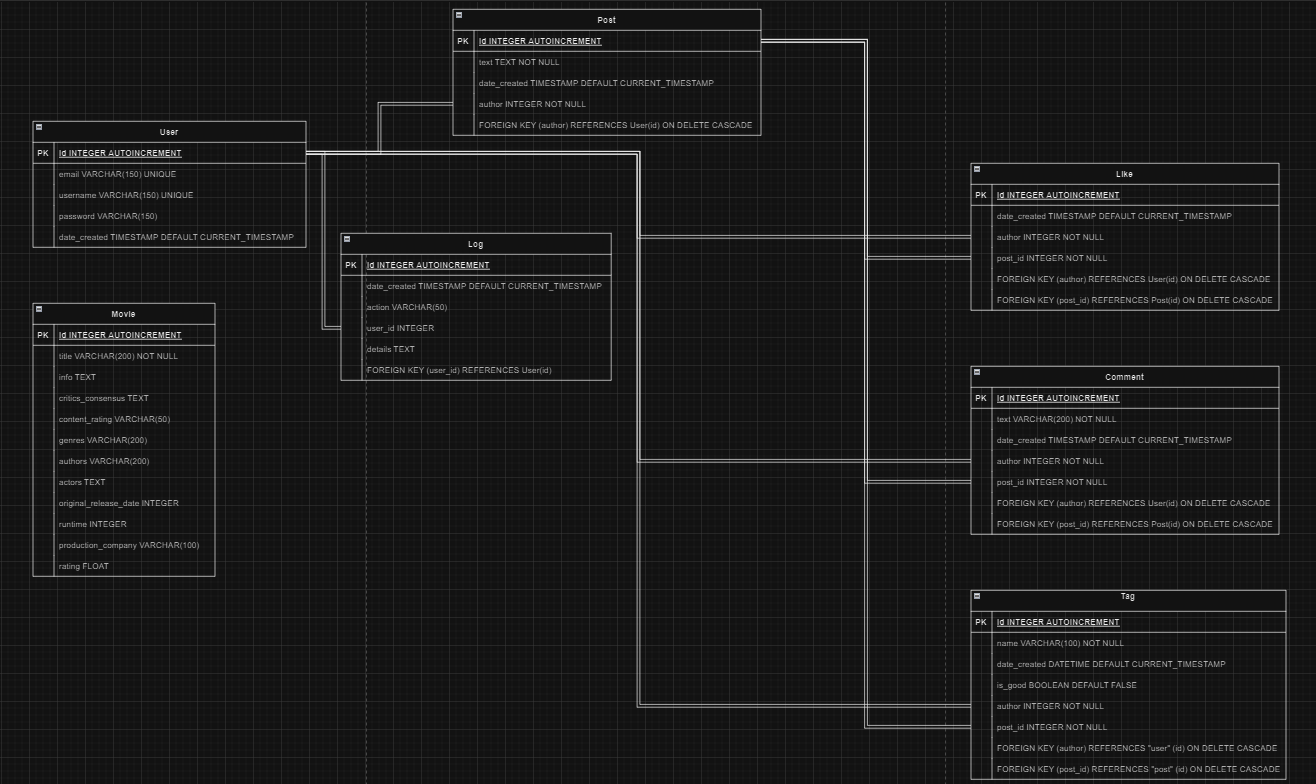 Post
PK Id INTEGER AUTOINCREMENT
text TEXT NOT NULL
date_created TIMESTAMP DEFAULT CURRENT_TIMESTAMP
author INTEGER NOT NULL
FOREIGN KEY (author) REFERENCES User(id) ON DELETE CASCADE
User
PK Id INTEGER AUTOINCREMENT
email VARCHAR(150) UNIQUE
username VARCHAR(150) UNIQUE
password VARCHAR(150)
date_created TIMESTAMP DEFAULT CURRENT_TIMESTAMP
Log
PK Id INTEGER AUTOINCREMENT
date_created TIMESTAMP DEFAULT CURRENT_TIMESTAMP
action VARCHAR(50)
user_id INTEGER
details TEXT
FOREIGN KEY (user_id) REFERENCES User(id)
Movie
PK Id INTEGER AUTOINCREMENT
title VARCHAR(200) NOT NULL
info TEXT
critics_consensus TEXT
content_rating VARCHAR(50)
genres VARCHAR(200)
authors VARCHAR(200)
actors TEXT
original_release_date INTEGER
runtime INTEGER
production_company VARCHAR(100)
rating FLOAT
Like
PK Id INTEGER AUTOINCREMENT
date_created TIMESTAMP DEFAULT CURRENT_TIMESTAMP
author INTEGER NOT NULL
post_id INTEGER NOT NULL
FOREIGN KEY (author) REFERENCES User(id) ON DELETE CASCADE
FOREIGN KEY (post_id) REFERENCES Post(id) ON DELETE CASCADE
Comment
PK Id INTEGER AUTOINCREMENT
text VARCHAR(200) NOT NULL
date_created TIMESTAMP DEFAULT CURRENT_TIMESTAMP
author INTEGER NOT NULL
post_id INTEGER NOT NULL
FOREIGN KEY (author) REFERENCES User(id) ON DELETE CASCADE
FOREIGN KEY (post_id) REFERENCES Post(id) ON DELETE CASCADE
Tag
PK Id INTEGER AUTOINCREMENT
name VARCHAR(100) NOT NULL
date_created DATETIME DEFAULT CURRENT_TIMESTAMP
is_good BOOLEAN DEFAULT FALSE
author INTEGER NOT NULL
post_id INTEGER NOT NULL
FOREIGN KEY (author) REFERENCES "user" (id) ON DELETE CASCADE
FOREIGN KEY (post_id) REFERENCES "post" (id) ON DELETE CASCADE